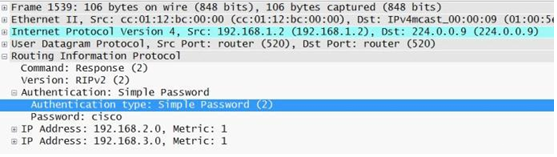 Frame 1539: 106 bytes on wire (848 bits), 106 bytes captured (848 bits)
Ethernet II, Src: cc:01:12:bc:00:00 (cc:01:12:bc:00:00), Dst: IPv4mcast_00:00:09 (01:00:5e
Internet Protocol Version 4, Src: 192.168.1.2 (192.168.1.2), Dst: 224.0.0.9 (224.0.0.9)
User Datagram Protocol, Src Port: router (520), Dst Port: router (520)
Routing Information Protocol
Command: Response (2)
Version: RIPv2 (2)
Authentication: Simple Password
Authentication type: Simple Password (2)
Password: cisco
IP Address: 192.168.2.0, Metric: 1
IP Address: 192.168.3.0, Metric: 1